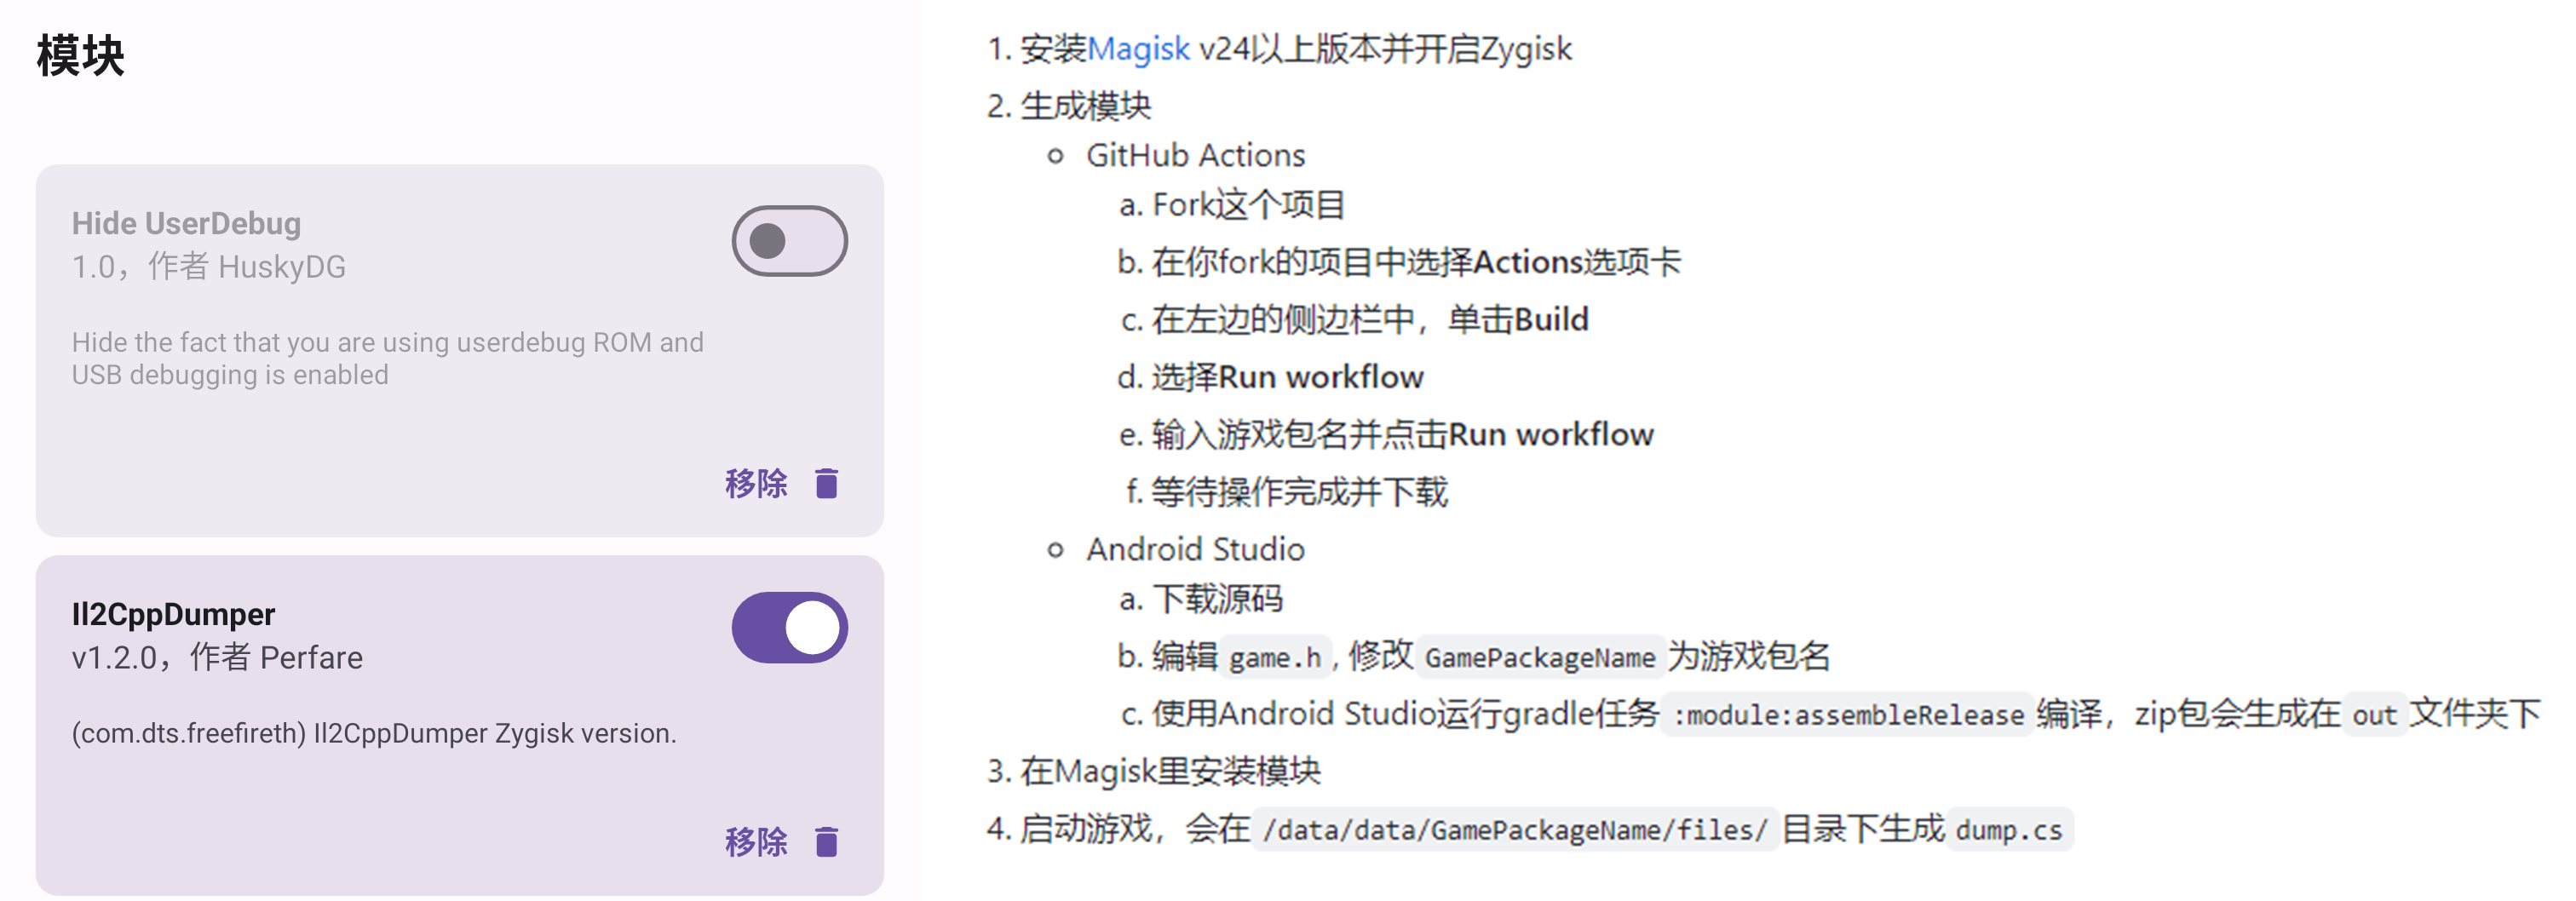 模块
Hide UserDebug
1.0，作者 HuskyDG
Hide the fact that you are using userdebug ROM and
USB debugging is enabled
移除
Il2CppDumper
v1.2.0，作者 Perfare
(com.dts.freefireth) Il2CppDumper Zygisk version.
移除
1. 安装Magisk v24以上版本并开启Zygisk
2. 生成模块
GitHub Actions
a. Fork这个项目
b. 在你fork的项目中选择Actions选项卡
c. 在左边的侧边栏中，单击Build
d. 选择Run workflow
e. 输入游戏包名并点击Run workflow
f. 等待操作完成并下载
Android Studio
a. 下载源码
b. 编辑 game.h , 修改 GamePackageName 为游戏包名
c. 使用Android Studio运行gradle任务 :module:assembleRelease 编译，zip包会生成在 out 文件夹下
3. 在Magisk里安装模块
4. 启动游戏，会在 /data/data/GamePackageName/files/ 目录下生成 dump.cs